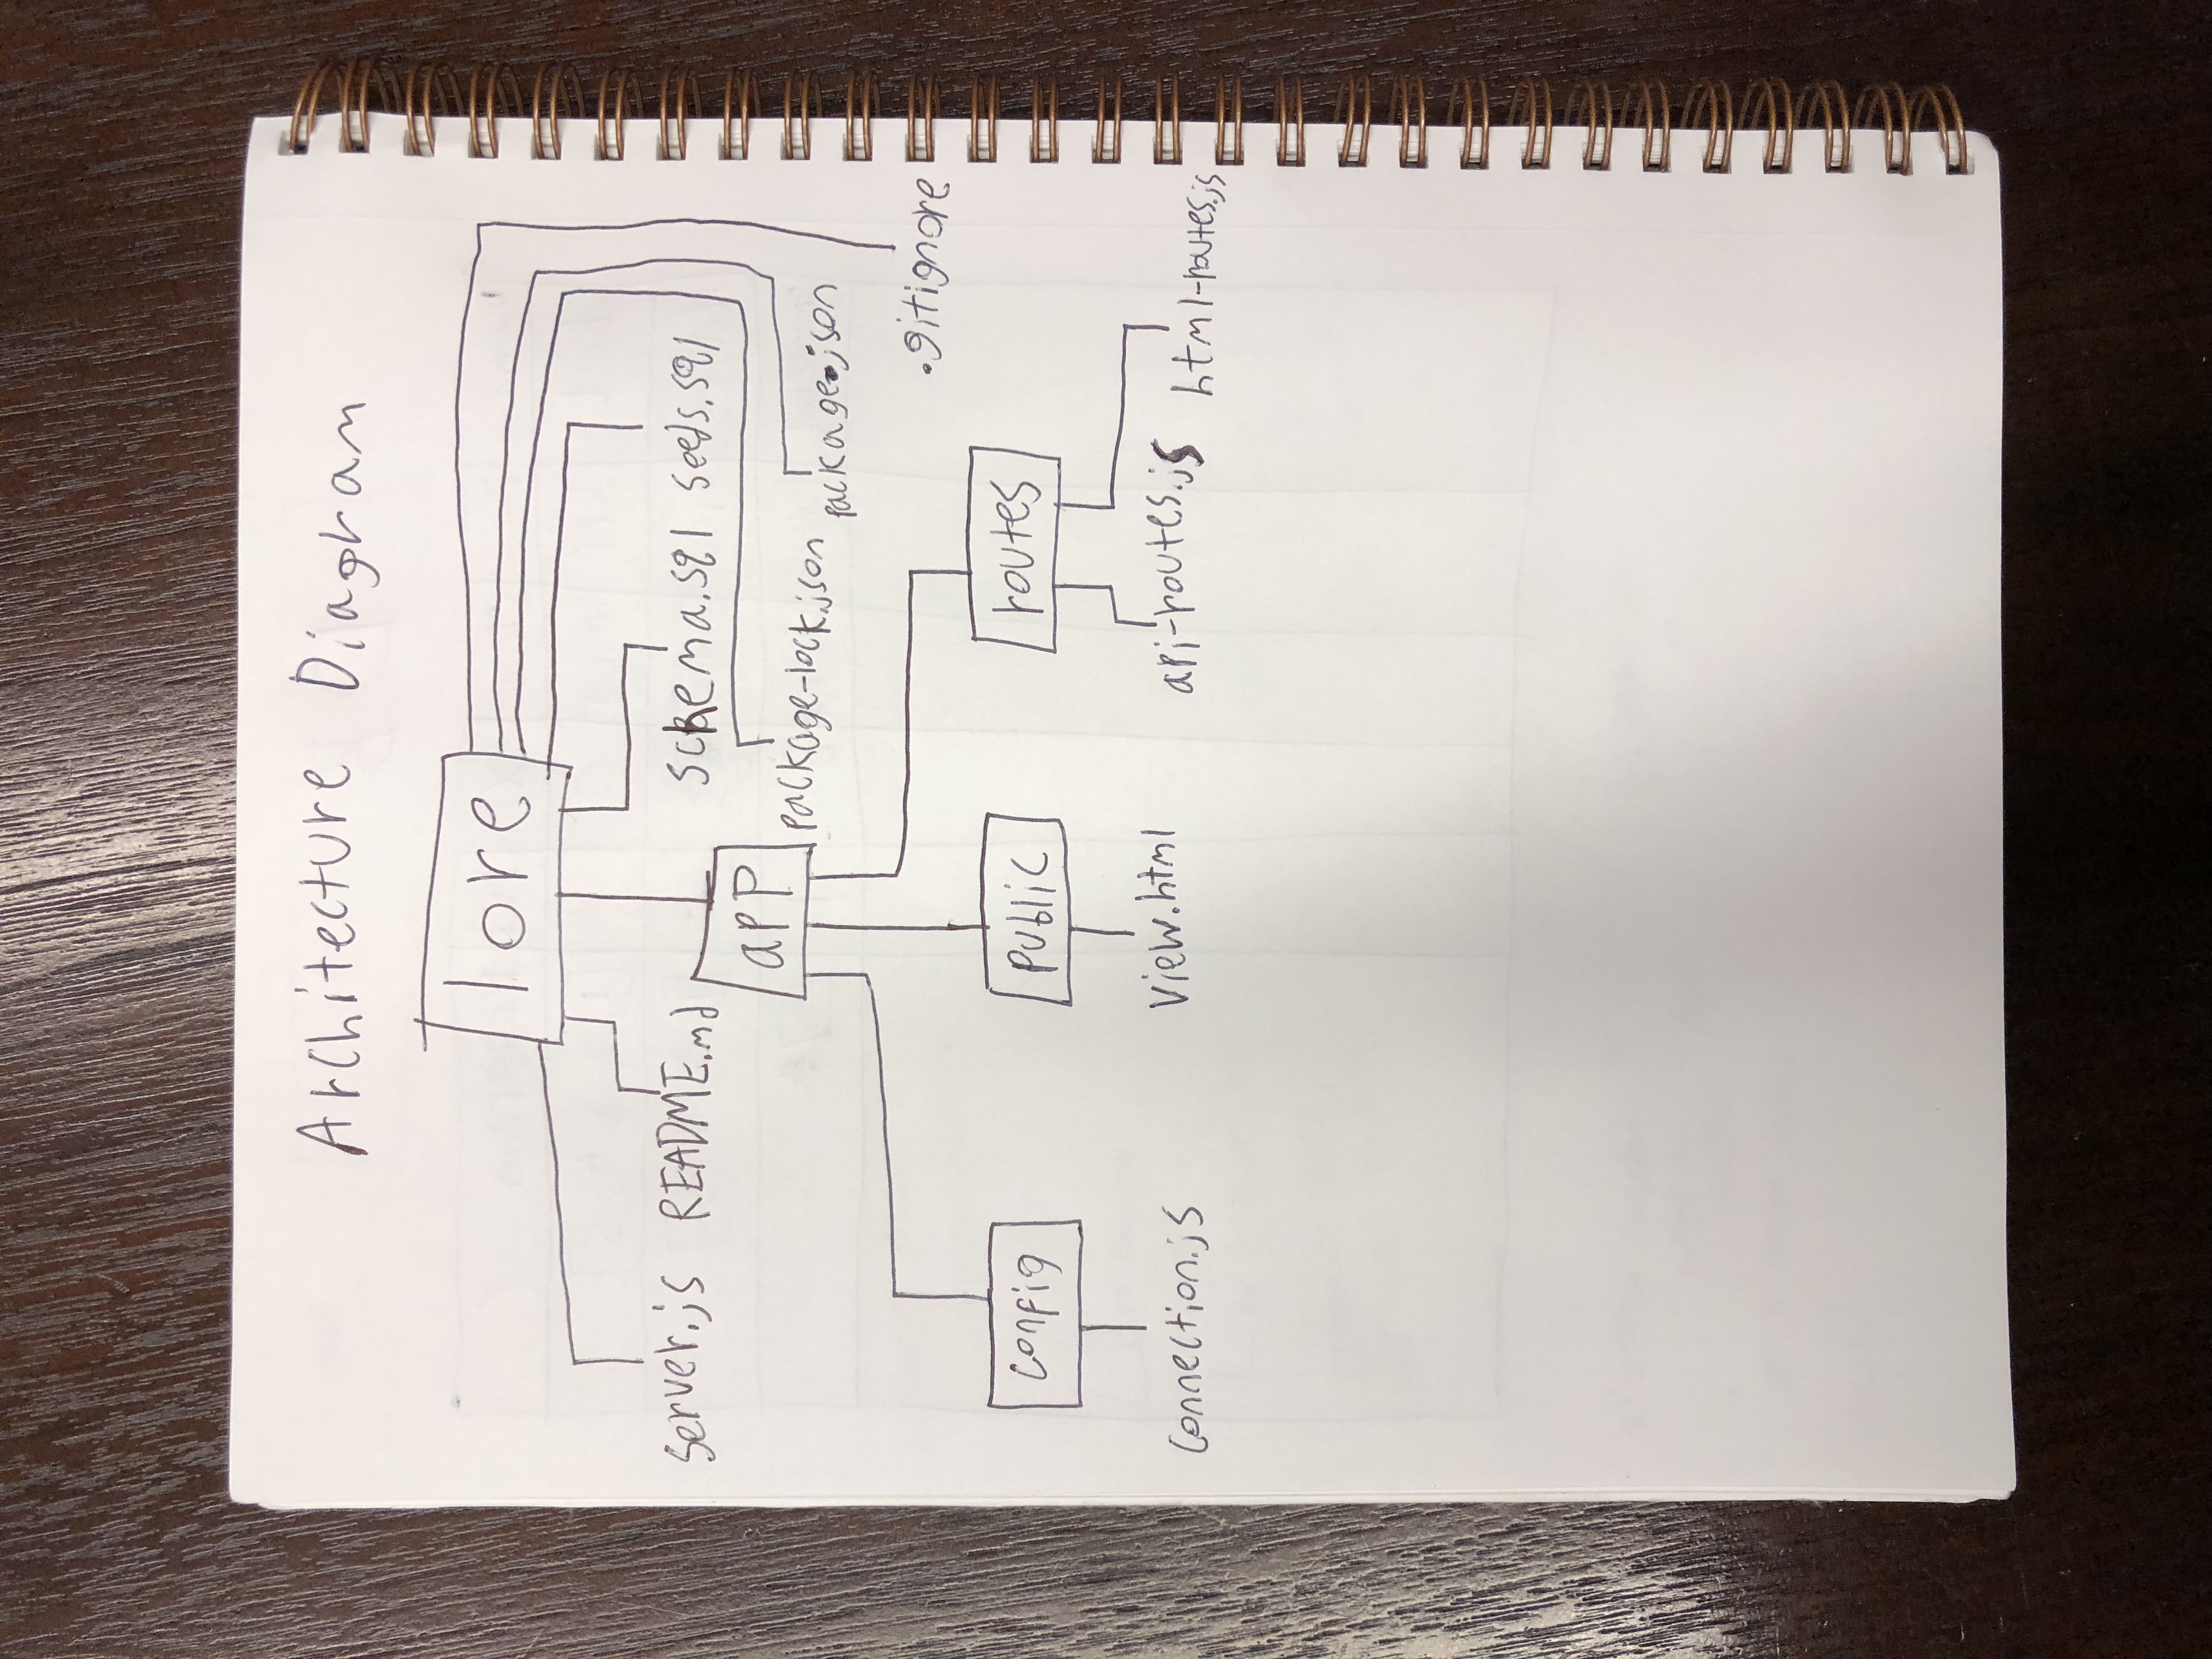 Architecture Diagram
lore
server.js README.md schema.sql seeds.sql
app
package-lock.json package.json
.gitignore
config public routes
connection.js view.html api-routes.js html-routes.js